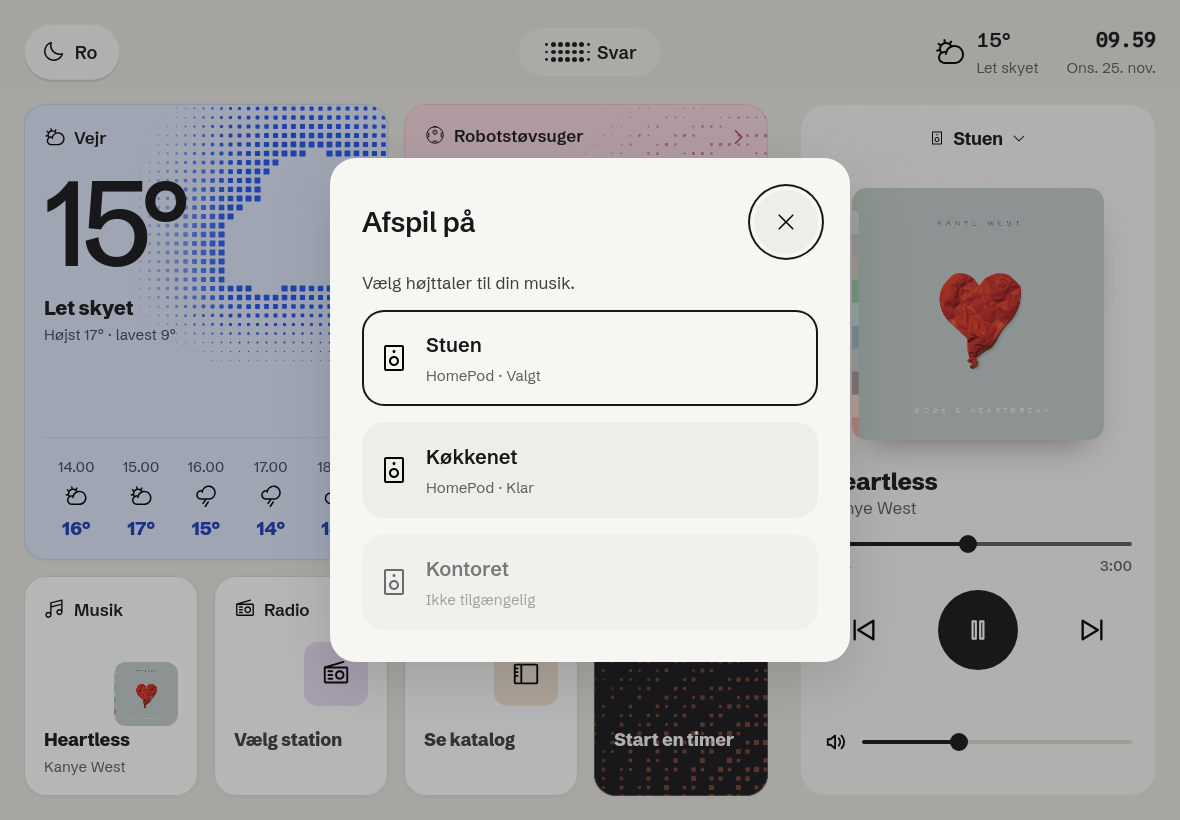 Ro
Svar
15°
Let skyet
09.59
Ons. 25. nov.
Vejr
15°
Let skyet
Højst 17° · lavest 9°
14.00 15.00 16.00 17.00 18
16° 17° 15° 14° 1
Robotstøvsuger
Afspil på
Vælg højttaler til din musik.
Stuen
HomePod · Valgt
Køkkenet
HomePod · Klar
Kontoret
Ikke tilgængelig
Stuen
KANYE WEST
808S & HEARTBREAK
eartless
nye West
3:00
Musik
Heartless
Kanye West
Radio
Vælg station
Se katalog
Start en timer